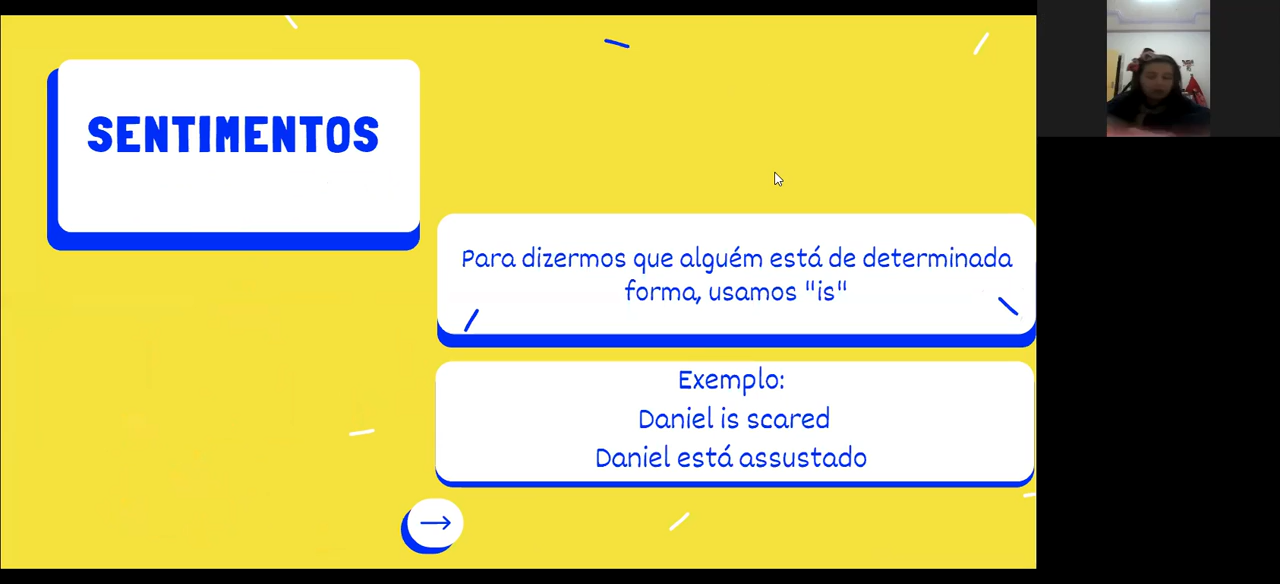 SENTIMENTOS
Para dizermos que alguém está de determinada
forma, usamos "is"
Exemplo:
Daniel is scared
Daniel está assustado